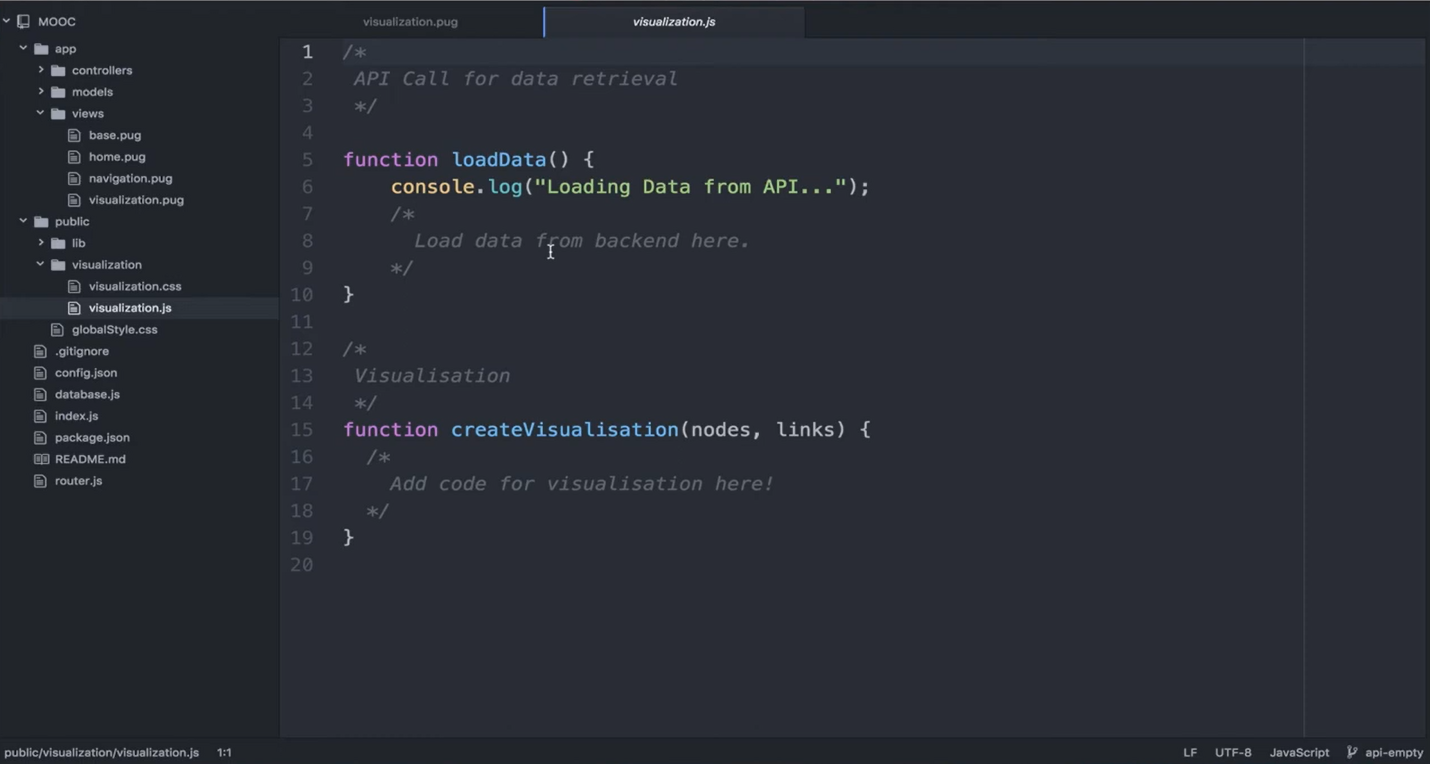 MOOC
app
controllers
models
views
base.pug
home.pug
navigation.pug
visualization.pug
public
lib
visualization
visualization.css
visualization.js
globalStyle.css
.gitignore
config.json
database.js
index.js
package.json
README.md
router.js
visualization.pug
visualization.js
1 /*
2 API Call for data retrieval
3 */
4
5 function loadData() {
6 console.log("Loading Data from API...");
7 /*
8 Load data from backend here.
9 */
10 }
11
12 /*
13 Visualisation
14 */
15 function createVisualisation(nodes, links) {
16 /*
17 Add code for visualisation here!
18 */
19 }
20
public/visualization/visualization.js 1:1 LF UTF-8 JavaScript api-empty